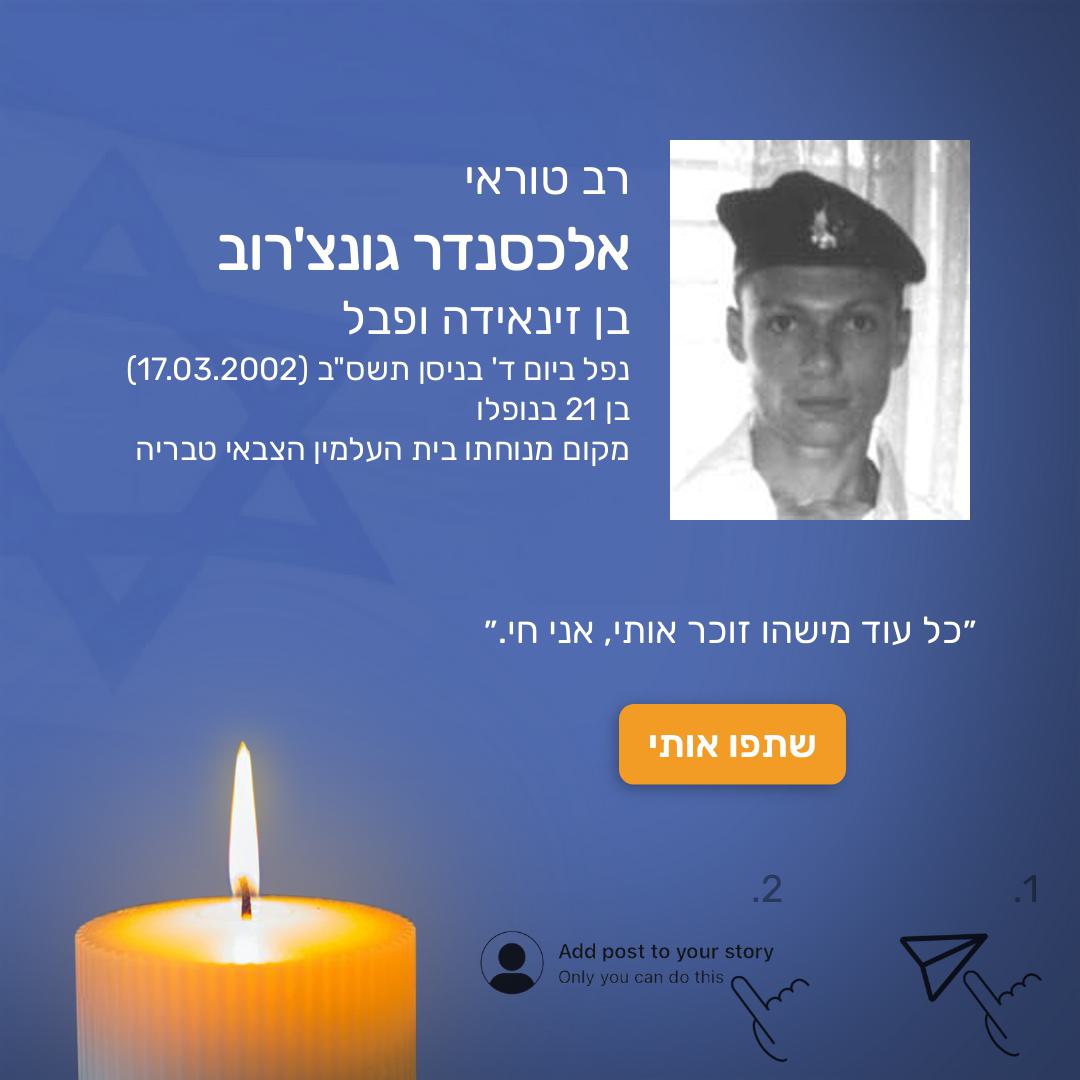 רב טוראי
אלכסנדר גונצ'רוב
בן זינאידה ופבל
נפל ביום ד' בניסן תשס"ב (17.03.2002)
בן 21 בנופלו
מקום מנוחתו בית העלמין הצבאי טבריה
״כל עוד מישהו זוכר אותי, אני חי.״
שתפו אותי
1.
2.
Add post to your story
Only you can do this